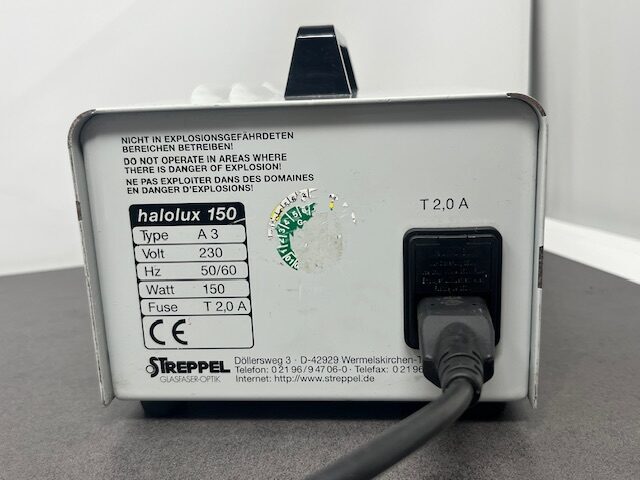 NICHT IN EXPLOSIONSGEFÄHRDETEN
BEREICHEN BETREIBEN!
DO NOT OPERATE IN AREAS WHERE
THERE IS DANGER OF EXPLOSION!
NE PAS EXPLOITER DANS DES DOMAINES
EN DANGER D'EXPLOSIONS!
halolux 150
Type A 3
Volt 230
Hz 50/60
Watt 150
Fuse T 2,0 A
CE
T 2,0 A
STREPPEL
GLASFASER-OPTIK
Döllersweg 3 · D-42929 Wermelskirchen-
Telefon: 0 21 96/9 47 06-0 · Telefax: 0 21 96
Internet: http://www.streppel.de